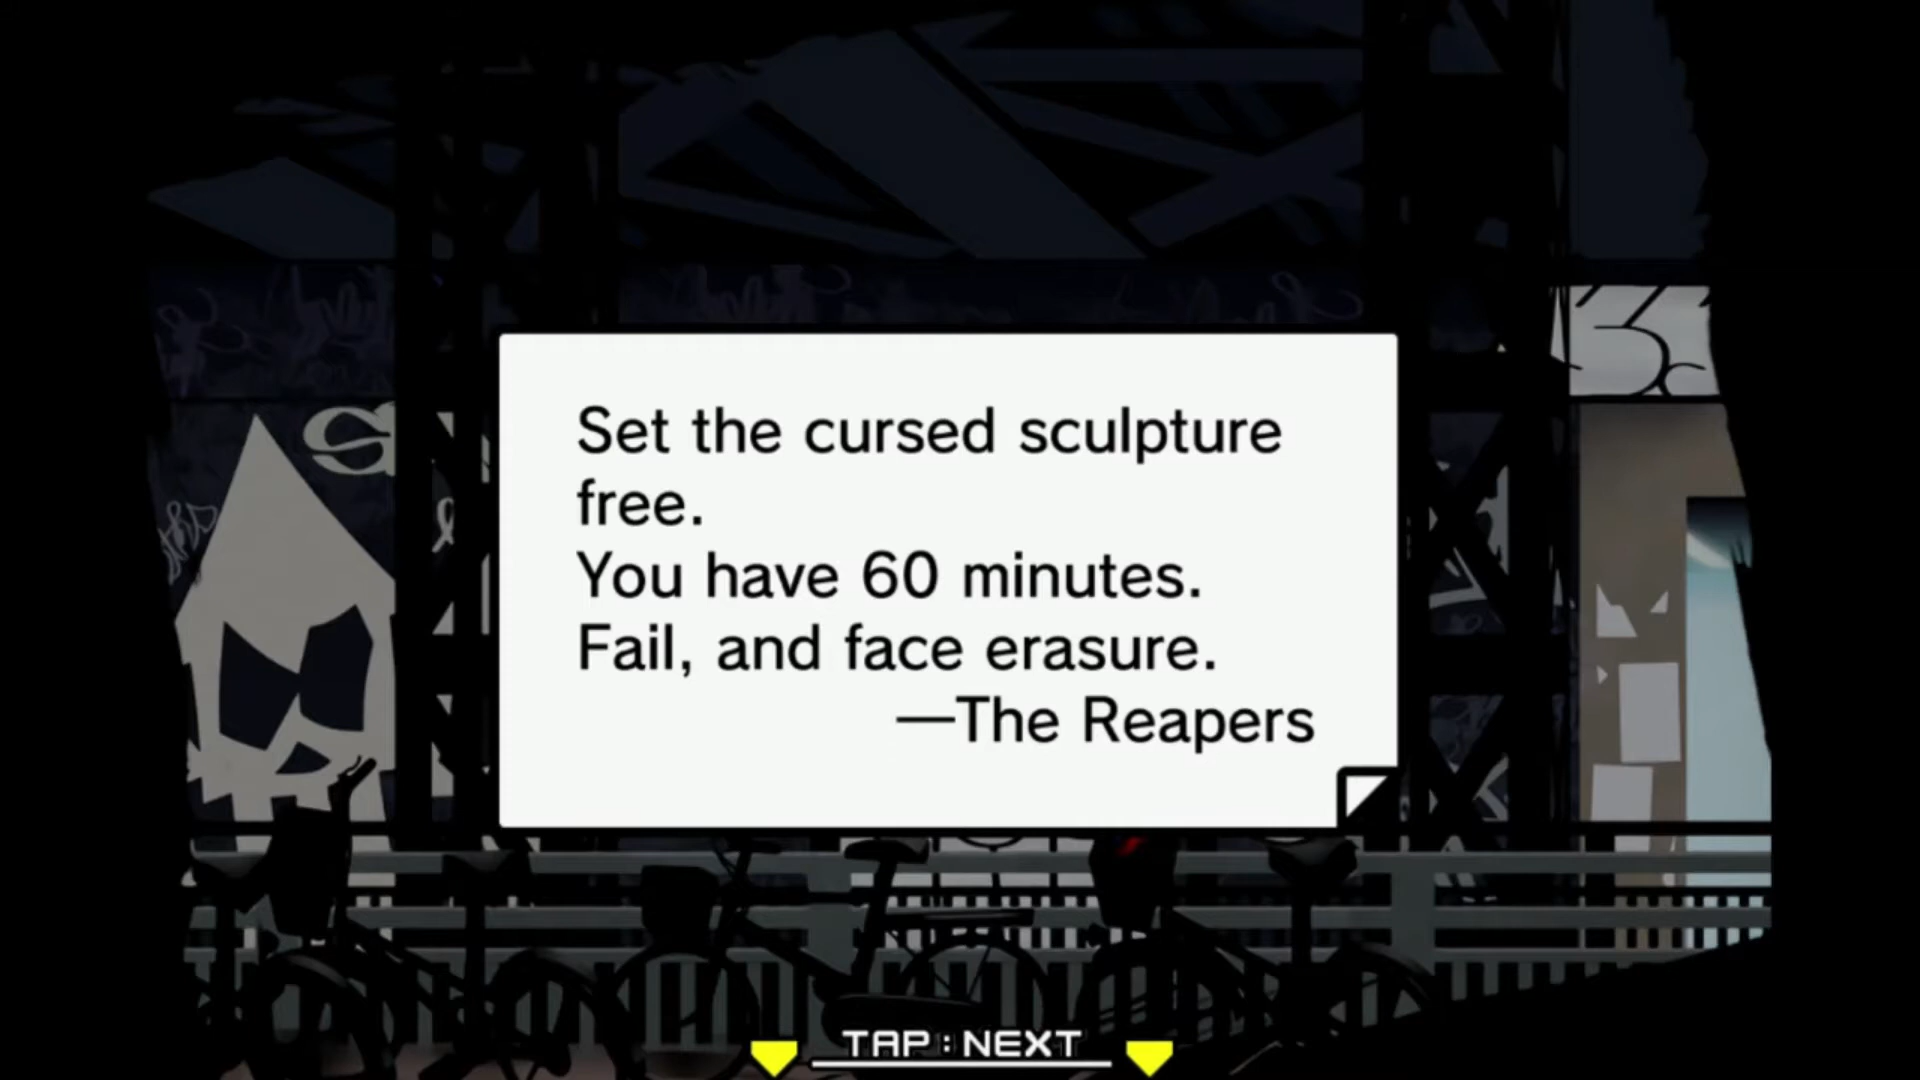 Set the cursed sculpture
free.
You have 60 minutes.
Fail, and face erasure.
—The Reapers
TAP : NEXT